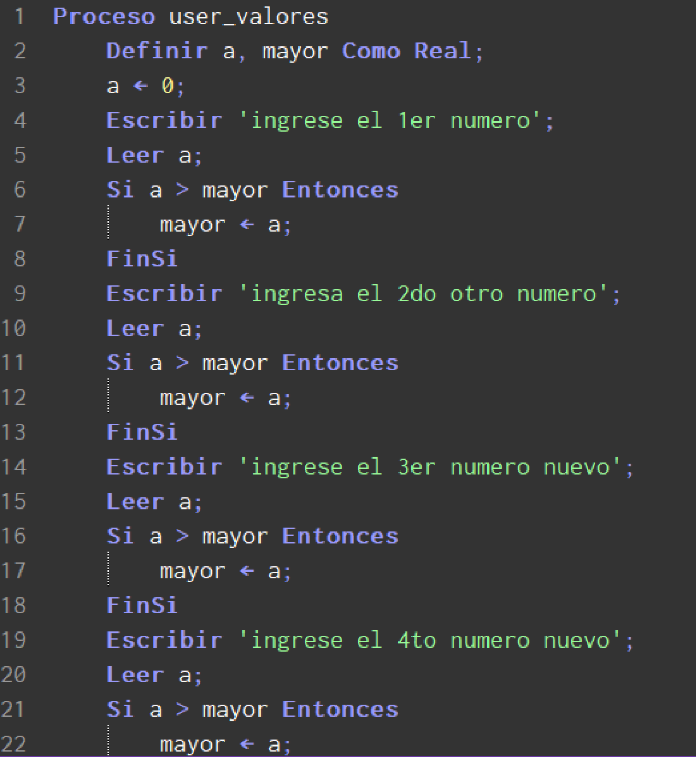 1 Proceso user_valores
2 Definir a, mayor Como Real;
3 a ← 0;
4 Escribir 'ingrese el 1er numero';
5 Leer a;
6 Si a > mayor Entonces
7 mayor ← a;
8 FinSi
9 Escribir 'ingresa el 2do otro numero';
10 Leer a;
11 Si a > mayor Entonces
12 mayor ← a;
13 FinSi
14 Escribir 'ingrese el 3er numero nuevo';
15 Leer a;
16 Si a > mayor Entonces
17 mayor ← a;
18 FinSi
19 Escribir 'ingrese el 4to numero nuevo';
20 Leer a;
21 Si a > mayor Entonces
22 mayor ← a;